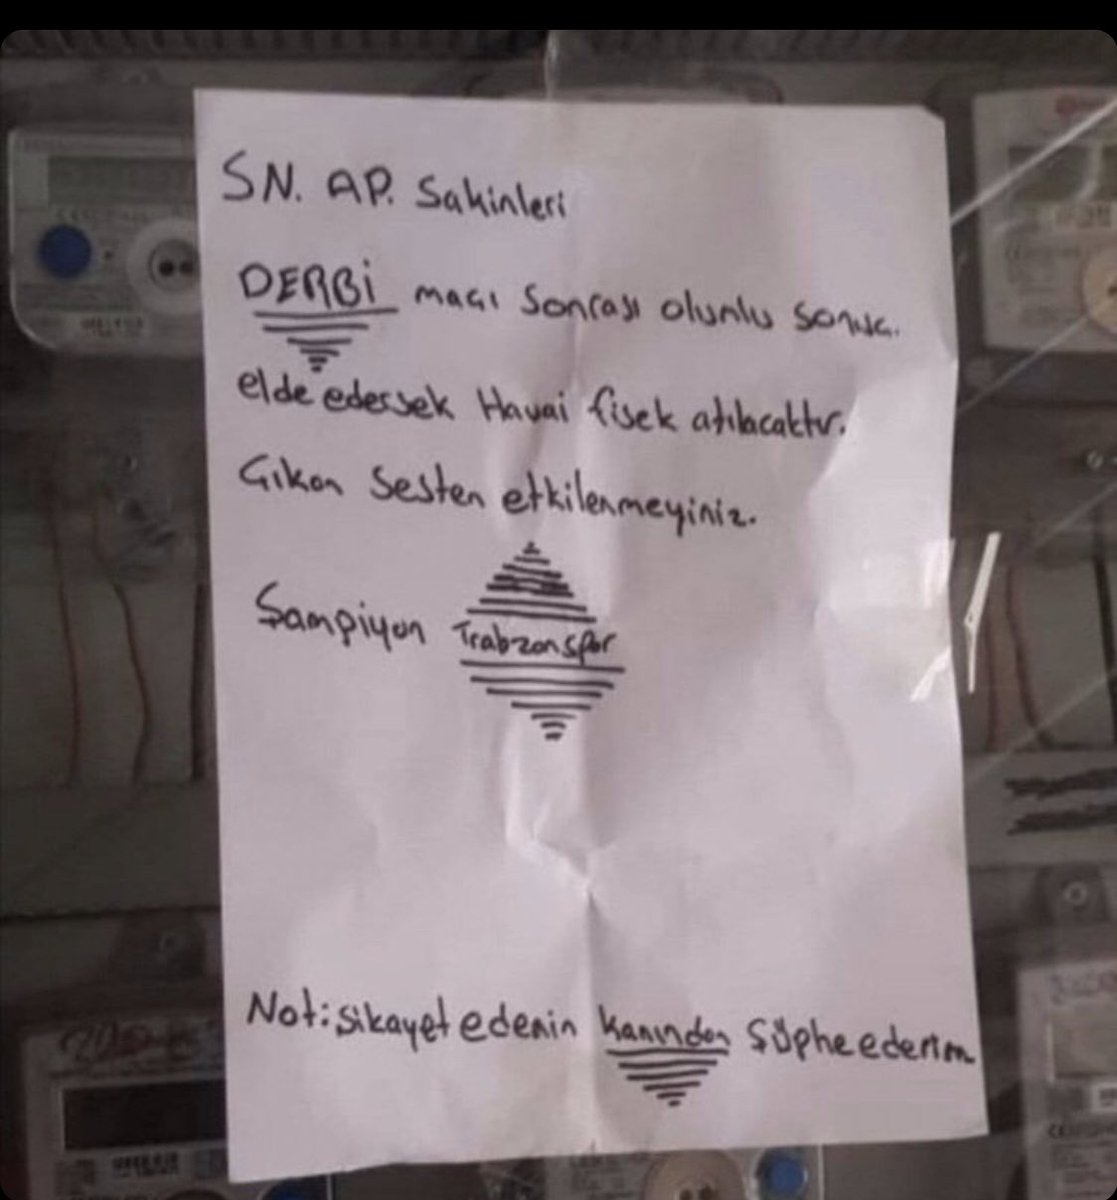 SN. AP. Sakinleri
DERBİ maçı Sonrası olumlu sonuç.
elde edersek Havai fişek atılacaktır.
Çıkan Sesten etkilenmeyiniz.
Şampiyon Trabzonspor
Not: şikayet edenin kanından Şüphe ederim